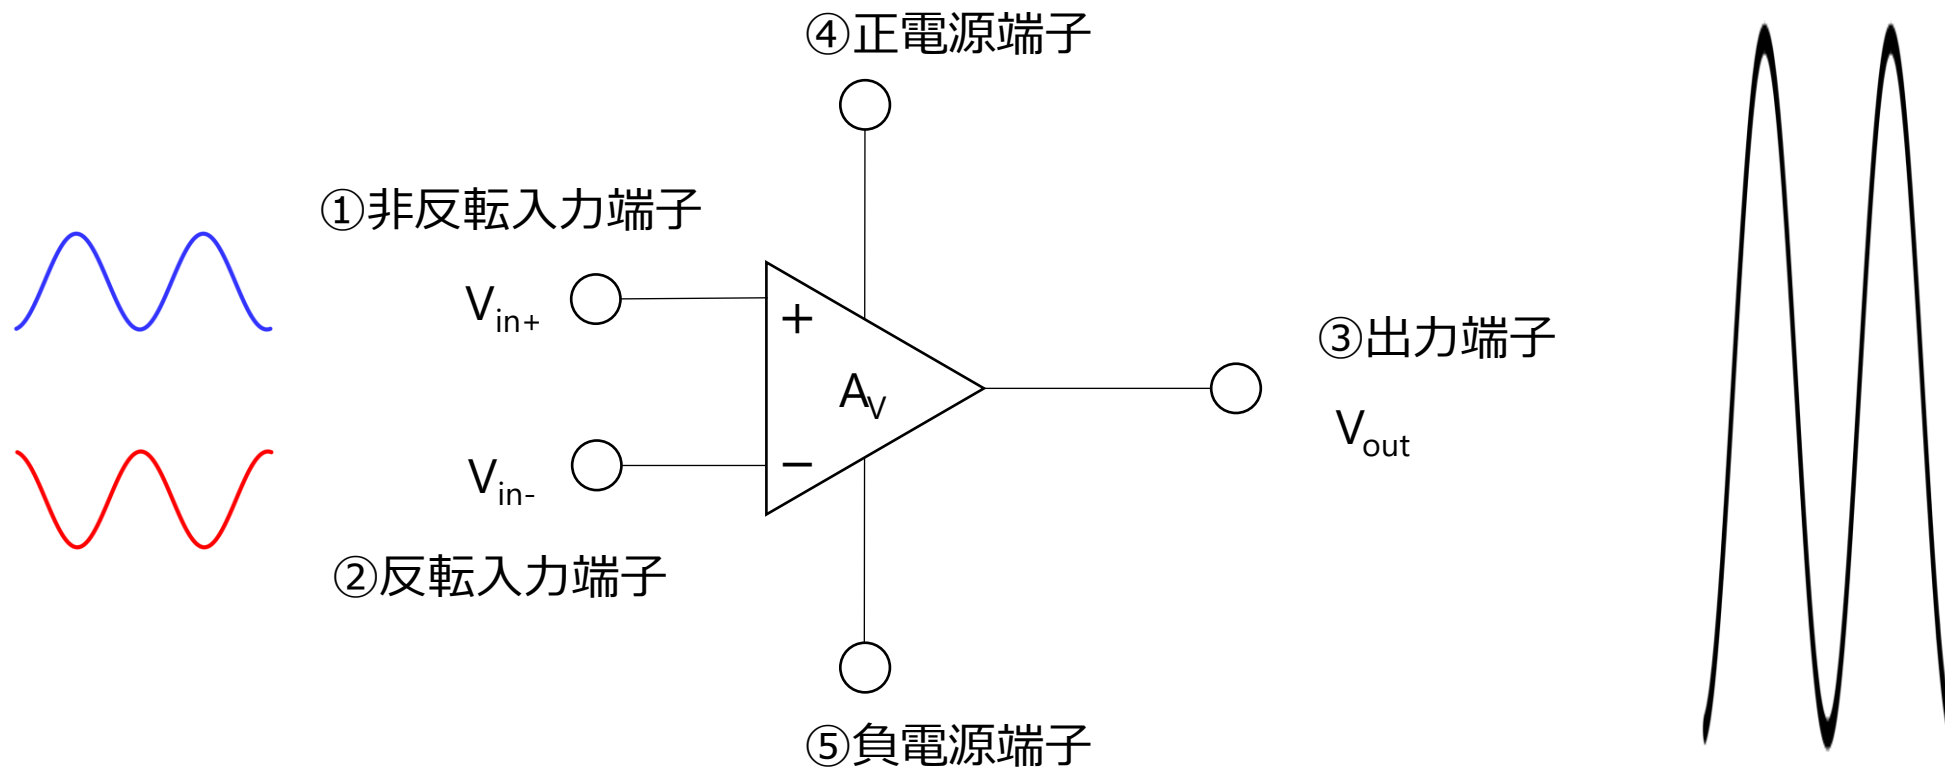 ④正電源端子
①非反転入力端子
Vin+
+
③出力端子
AV
Vout
Vin-
−
②反転入力端子
⑤負電源端子